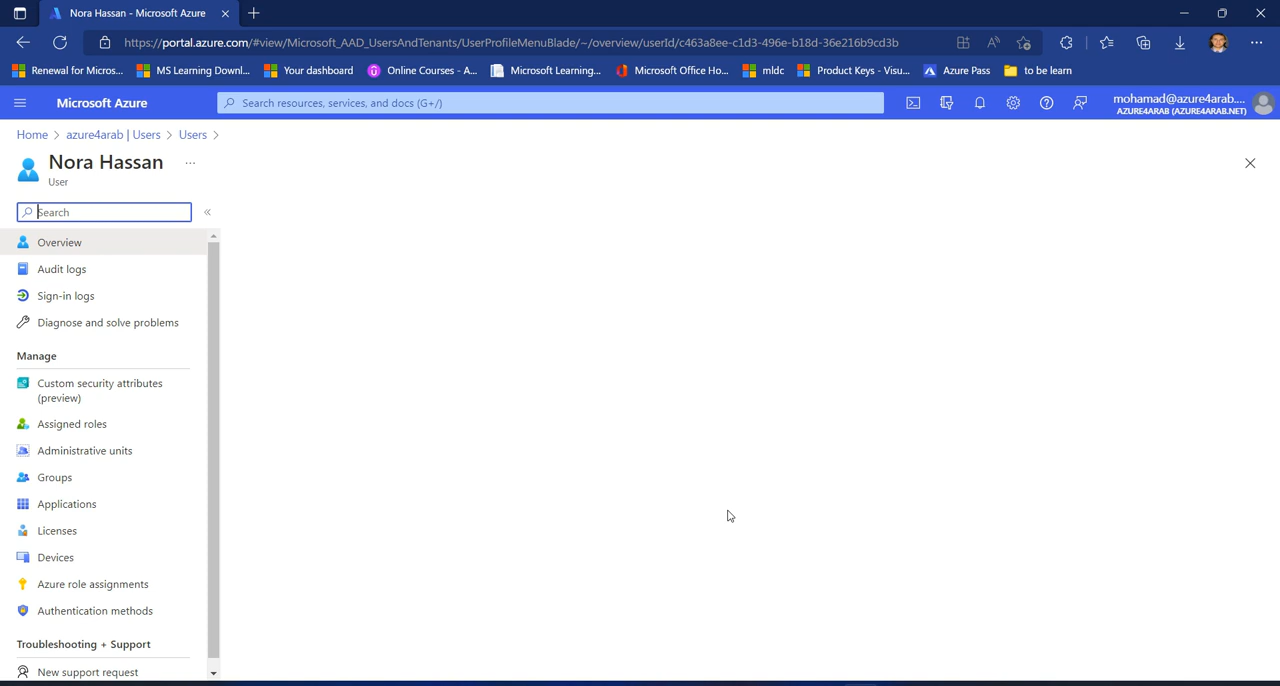 Nora Hassan - Microsoft Azure
https://portal.azure.com/#view/Microsoft_AAD_UsersAndTenants/UserProfileMenuBlade/~/overview/userId/c463a8ee-c1d3-496e-b18d-36e216b9cd3b
Renewal for Micros... MS Learning Downl... Your dashboard Online Courses - A... Microsoft Learning... Microsoft Office Ho... mldc Product Keys - Visu... Azure Pass to be learn
Microsoft Azure Search resources, services, and docs (G+/) mohamad@azure4arab....
AZURE4ARAB (AZURE4ARAB.NET)
Home > azure4arab | Users > Users >
Nora Hassan ...
User
Search «
Overview
Audit logs
Sign-in logs
Diagnose and solve problems
Manage
Custom security attributes
(preview)
Assigned roles
Administrative units
Groups
Applications
Licenses
Devices
Azure role assignments
Authentication methods
Troubleshooting + Support
New support request